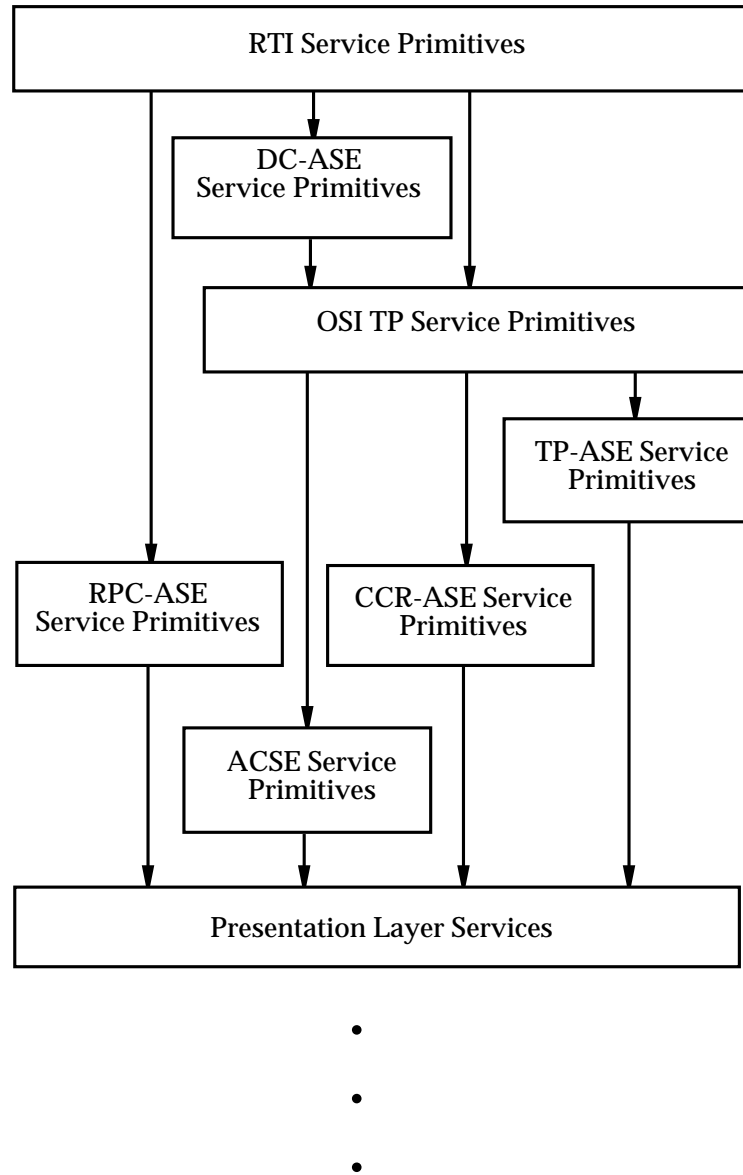 RTI Service Primitives
DC-ASE
Service Primitives
OSI TP Service Primitives
TP-ASE Service
Primitives
RPC-ASE
Service Primitives
CCR-ASE Service
Primitives
ACSE Service
Primitives
Presentation Layer Services